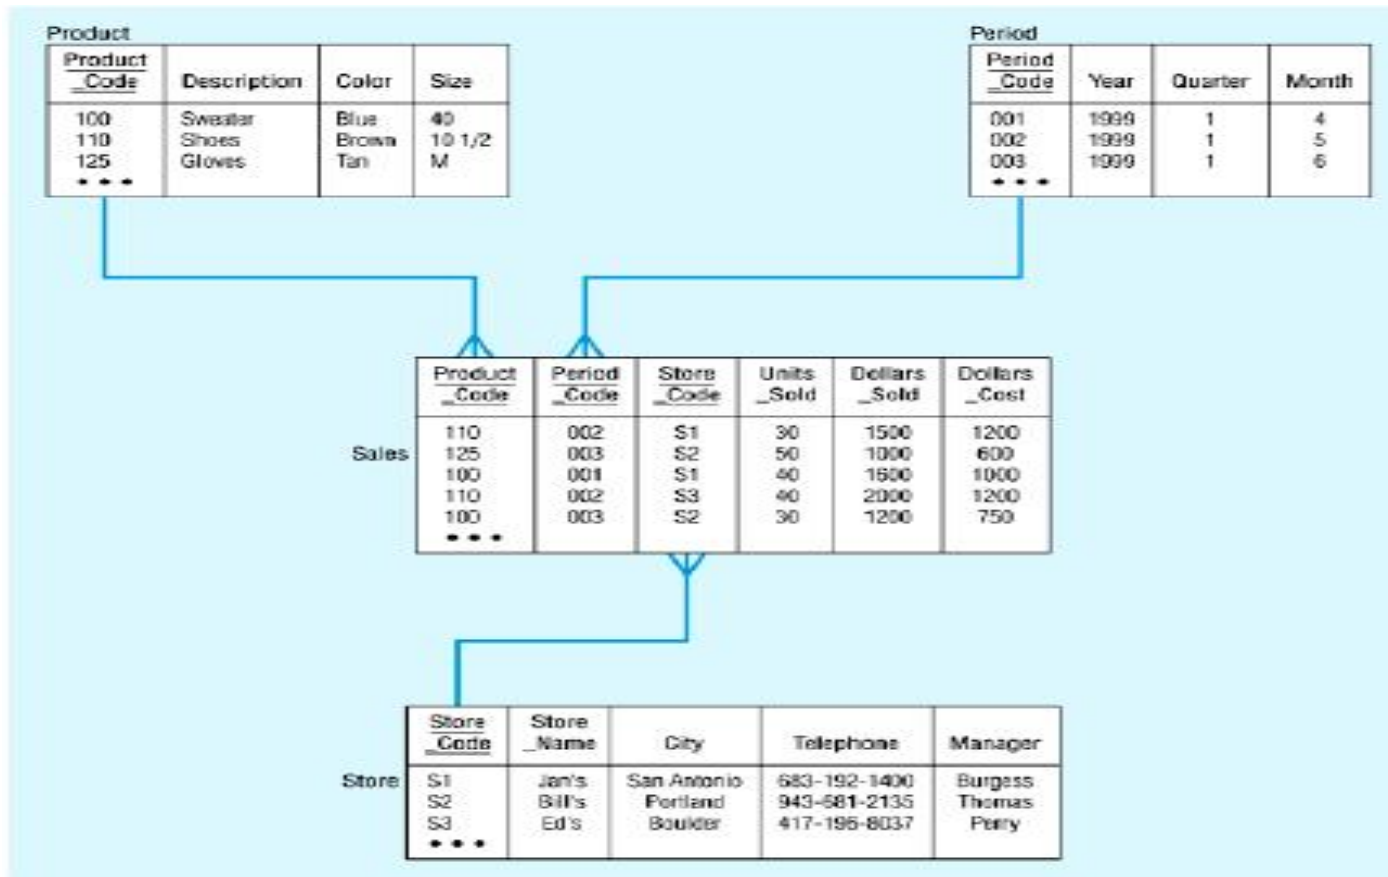 Product
Product _Code Description Color Size
100 Sweater Blue 40
110 Shoes Brown 10 1/2
125 Gloves Tan M
• • •
Period
Period _Code Year Quarter Month
001 1999 1 4
002 1999 1 5
003 1999 1 6
• • •
Sales
Product _Code Period _Code Store _Code Units _Sold Dollars _Sold Dollars _Cost
110 002 S1 30 1500 1200
125 003 S2 50 1000 600
100 001 S1 40 1600 1000
110 002 S3 40 2000 1200
100 003 S2 30 1200 750
• • •
Store
Store _Code Store _Name City Telephone Manager
S1 Jan's San Antonio 683-192-1400 Burgess
S2 Bill's Portland 943-681-2135 Thomas
S3 Ed's Boulder 417-196-8037 Perry
• • •